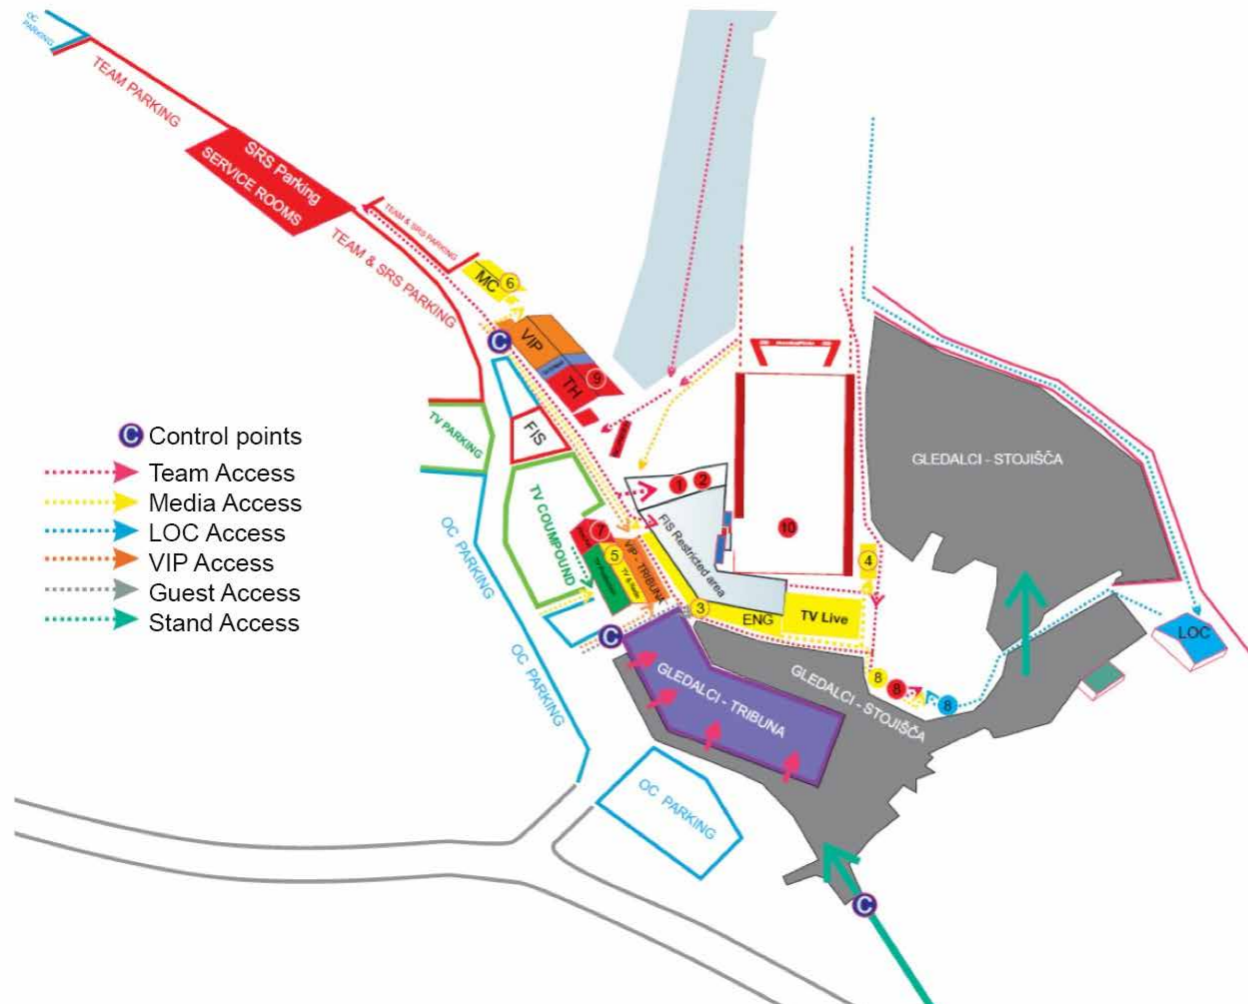 OC
PARKING
TEAM PARKING
SRS Parking
SERVICE ROOMS
TEAM & SRS PARKING
TEAM & SRS PARKING
MC
6
C
VIP
TH
9
FIS
TV PARKING
TV COUMPOUND
OC PARKING
OC PARKING
C Control points
Team Access
Media Access
LOC Access
VIP Access
Guest Access
Stand Access
1
2
FIS Restricted area
10
7
5
VIP - TRIBUNA
3
ENG
TV Live
4
C
GLEDALCI - TRIBUNA
GLEDALCI - STOJIŠČA
GLEDALCI - STOJIŠČA
8
8
8
LOC
OC PARKING
C